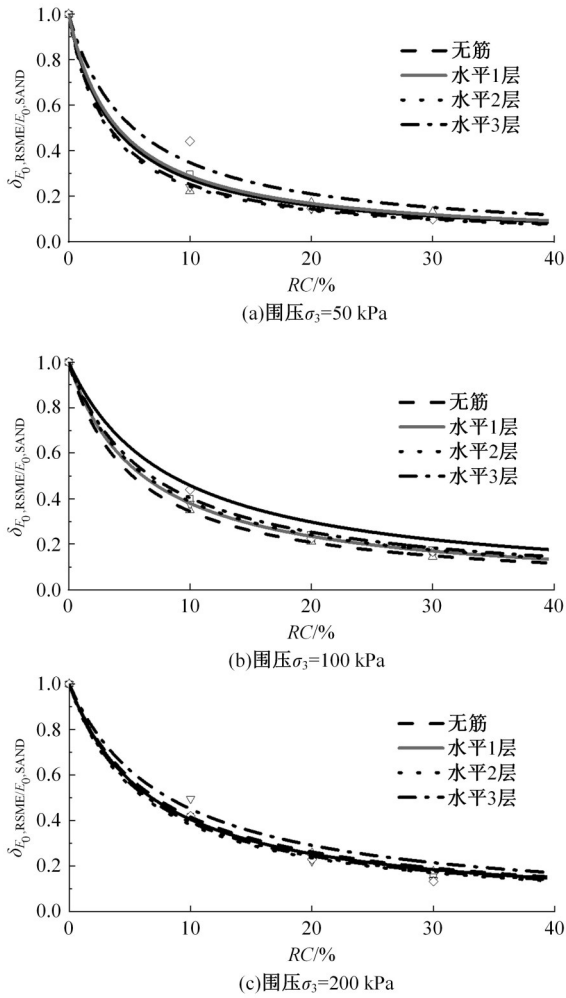 1.0
0.8
0.6
0.4
0.2
0.0
δE0,RSME/E0,SAND
无筋
水平1层
水平2层
水平3层
0 10 20 30 40
RC/%
(a)围压σ3=50 kPa
1.0
0.8
0.6
0.4
0.2
0.0
δE0,RSME/E0,SAND
无筋
水平1层
水平2层
水平3层
0 10 20 30 40
RC/%
(b)围压σ3=100 kPa
1.0
0.8
0.6
0.4
0.2
0.0
δE0,RSME/E0,SAND
无筋
水平1层
水平2层
水平3层
0 10 20 30 40
RC/%
(c)围压σ3=200 kPa